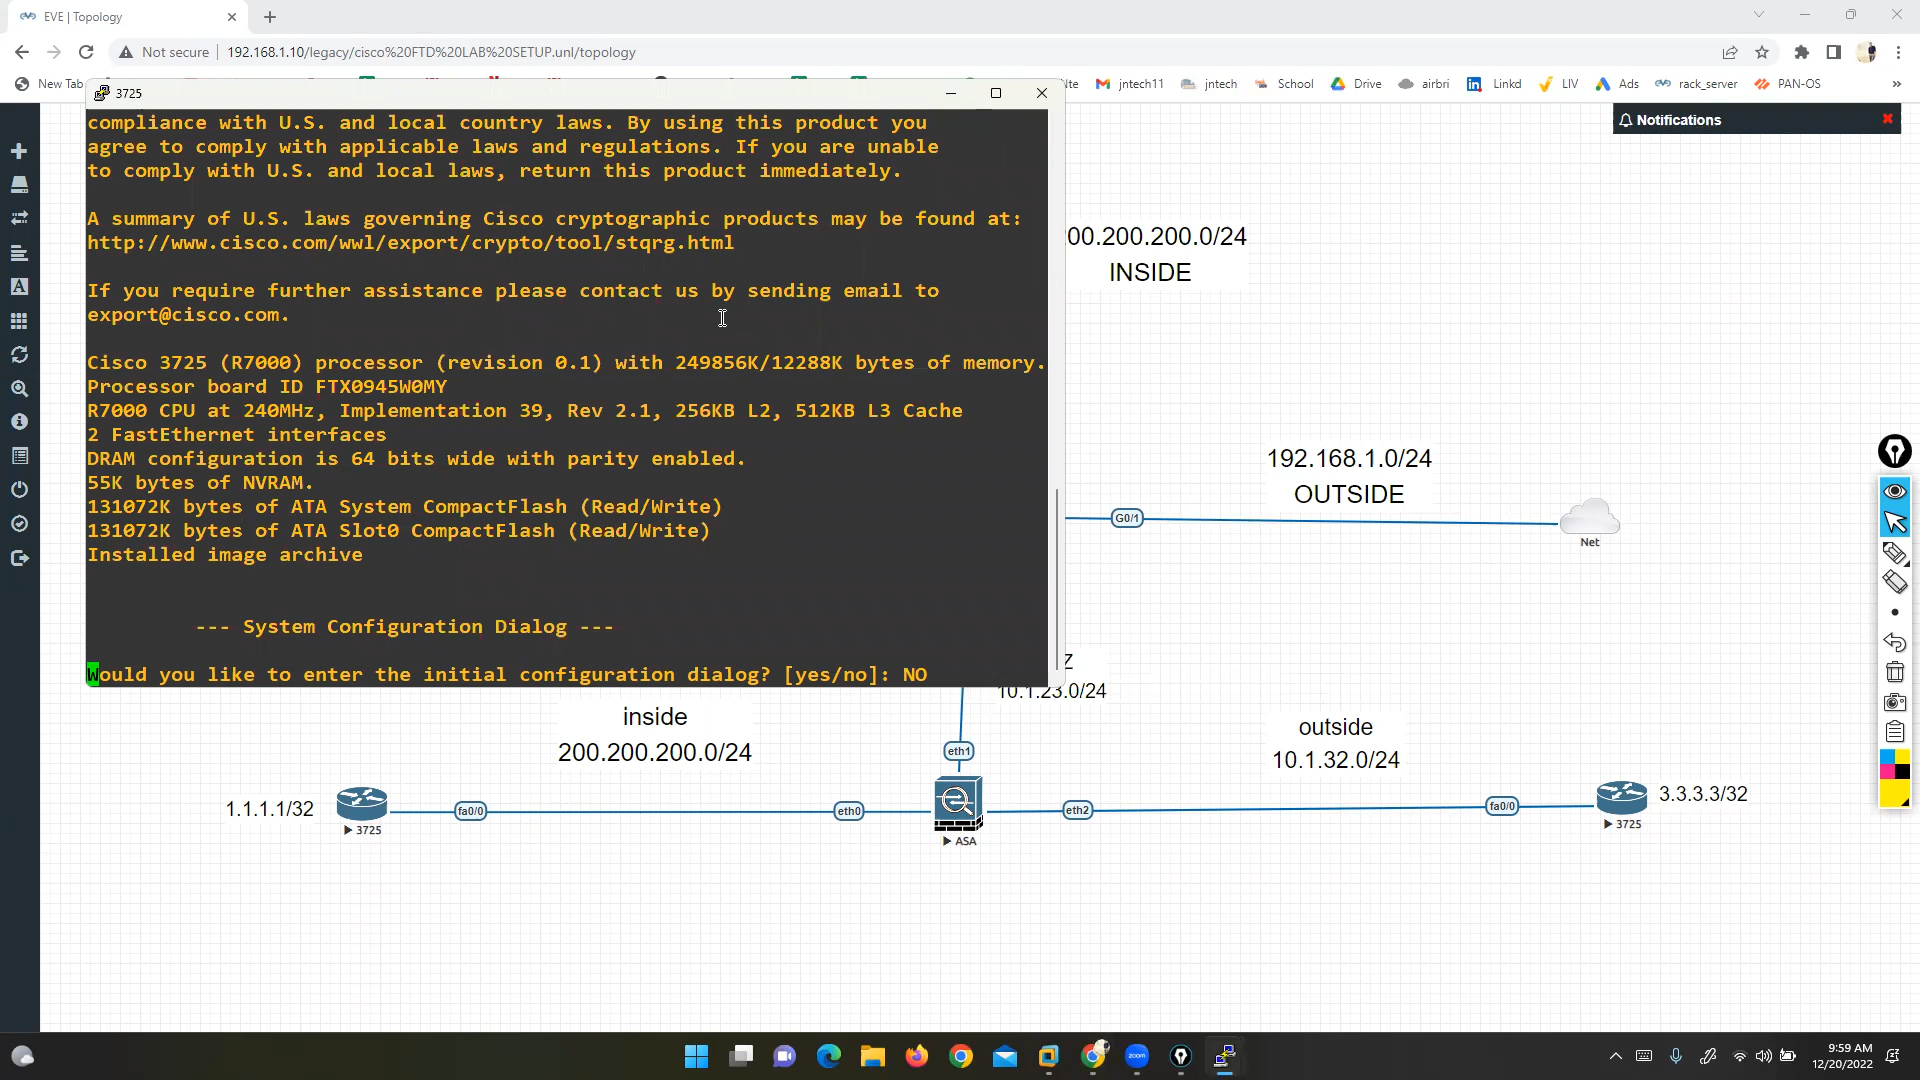 EVE | Topology
Not secure
192.168.1.10/legacy/cisco%20FTD%20LAB%20SETUP.unl/topology
New Tab
jntech11
jntech
School
Drive
airbri
Linkd
LIV
Ads
rack_server
PAN-OS
»
3725
Notifications
compliance with U.S. and local country laws. By using this product you
agree to comply with applicable laws and regulations. If you are unable
to comply with U.S. and local laws, return this product immediately.
A summary of U.S. laws governing Cisco cryptographic products may be found at:
http://www.cisco.com/wwl/export/crypto/tool/stqrg.html
If you require further assistance please contact us by sending email to
export@cisco.com.
Cisco 3725 (R7000) processor (revision 0.1) with 249856K/12288K bytes of memory.
Processor board ID FTX0945W0MY
R7000 CPU at 240MHz, Implementation 39, Rev 2.1, 256KB L2, 512KB L3 Cache
2 FastEthernet interfaces
DRAM configuration is 64 bits wide with parity enabled.
55K bytes of NVRAM.
131072K bytes of ATA System CompactFlash (Read/Write)
131072K bytes of ATA Slot0 CompactFlash (Read/Write)
Installed image archive
--- System Configuration Dialog ---
Would you like to enter the initial configuration dialog? [yes/no]: NO
00.200.200.0/24
INSIDE
192.168.1.0/24
OUTSIDE
G0/1
Net
Z
10.1.23.0/24
inside
200.200.200.0/24
outside
10.1.32.0/24
eth1
1.1.1.1/32
fa0/0
eth0
eth2
fa0/0
3.3.3.3/32
3725
ASA
3725
zoom
9:59 AM
12/20/2022